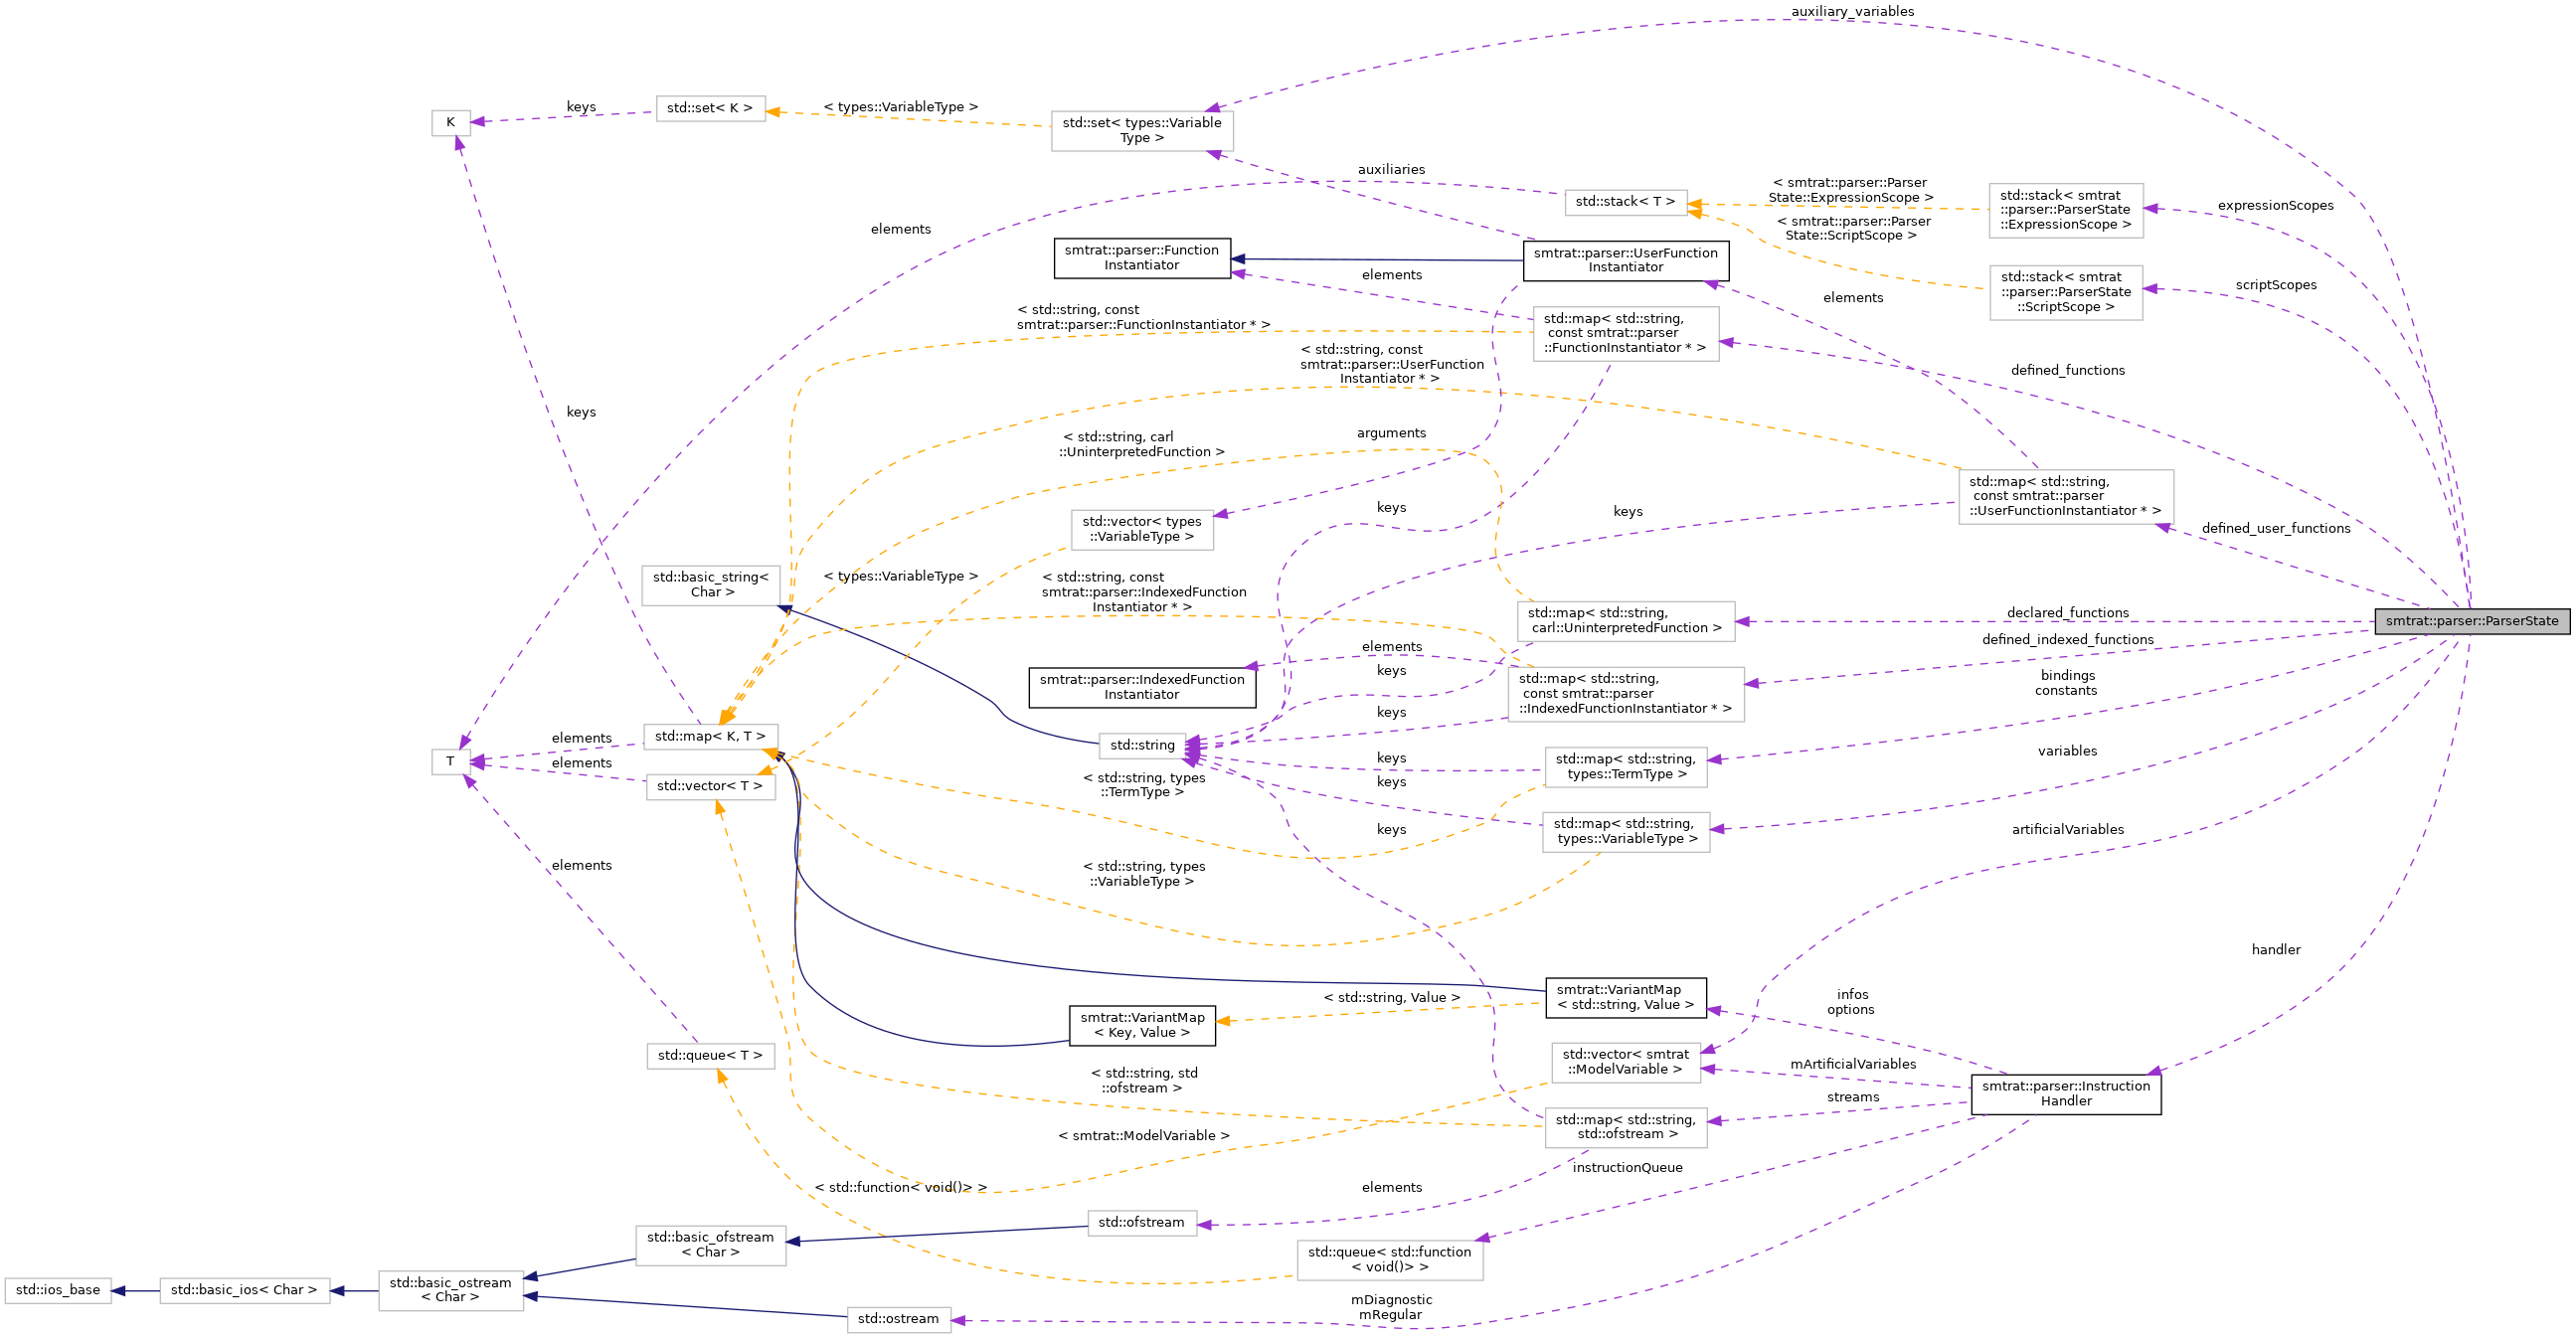 auxiliary_variables
keys
std::set< K >
< types::VariableType >
K
std::set< types::Variable
Type >
auxiliaries
< smtrat::parser::Parser
State::ExpressionScope >
std::stack< T >
std::stack< smtrat
::parser::ParserState
::ExpressionScope >
expressionScopes
elements
< smtrat::parser::Parser
State::ScriptScope >
smtrat::parser::Function
Instantiator
smtrat::parser::UserFunction
Instantiator
elements
std::stack< smtrat
::parser::ParserState
::ScriptScope >
scriptScopes
elements
< std::string, const
smtrat::parser::FunctionInstantiator * >
std::map< std::string,
const smtrat::parser
::FunctionInstantiator * >
< std::string, const
smtrat::parser::UserFunction
Instantiator * >
defined_functions
keys
< std::string, carl
::UninterpretedFunction >
arguments
std::map< std::string,
const smtrat::parser
::UserFunctionInstantiator * >
keys
keys
std::vector< types
::VariableType >
defined_user_functions
std::basic_string<
Char >
< types::VariableType >
< std::string, const
smtrat::parser::IndexedFunction
Instantiator * >
std::map< std::string,
carl::UninterpretedFunction >
declared_functions
smtrat::parser::ParserState
elements
defined_indexed_functions
smtrat::parser::IndexedFunction
Instantiator
keys
std::map< std::string,
const smtrat::parser
::IndexedFunctionInstantiator * >
bindings
constants
keys
std::map< K, T >
elements
std::string
T
elements
keys
std::map< std::string,
types::TermType >
variables
std::vector< T >
< std::string, types
::TermType >
keys
keys
std::map< std::string,
types::VariableType >
artificialVariables
elements
< std::string, types
::VariableType >
handler
smtrat::VariantMap
< std::string, Value >
< std::string, Value >
infos
options
smtrat::VariantMap
< Key, Value >
std::queue< T >
std::vector< smtrat
::ModelVariable >
mArtificialVariables
< std::string, std
::ofstream >
smtrat::parser::Instruction
Handler
streams
std::map< std::string,
std::ofstream >
< smtrat::ModelVariable >
instructionQueue
< std::function< void()> >
elements
std::ofstream
std::basic_ofstream
< Char >
std::queue< std::function
< void()> >
std::ios_base
std::basic_ios< Char >
std::basic_ostream
< Char >
mDiagnostic
mRegular
std::ostream